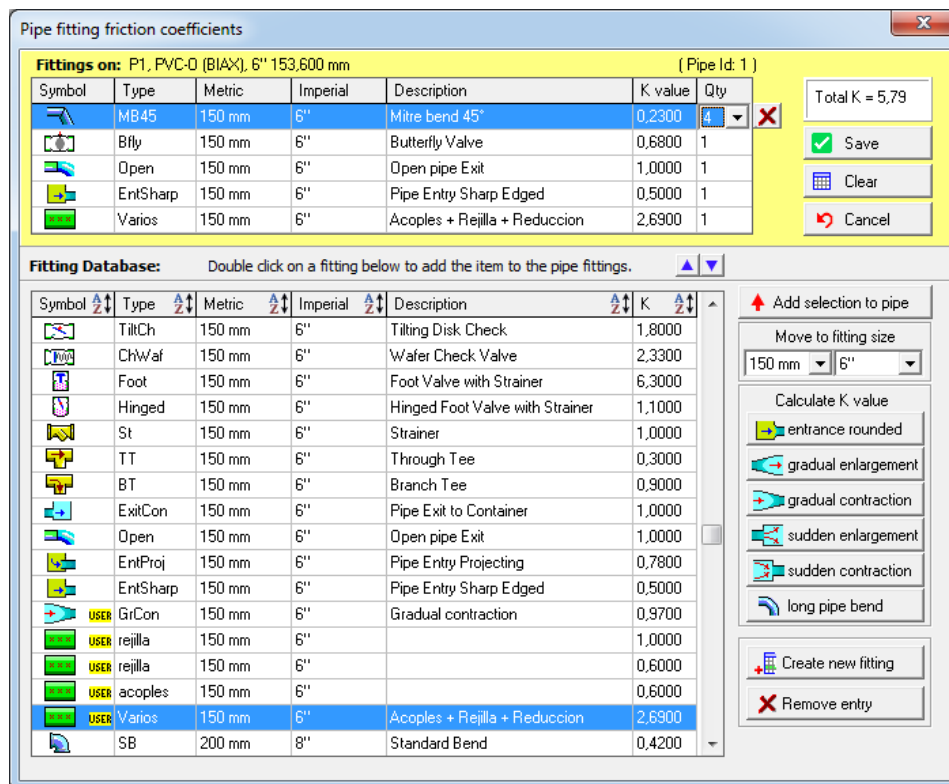 Pipe fitting friction coefficients
Fittings on: P1, PVC-O (BIAX), 6" 153,600 mm ( Pipe Id: 1 )
Symbol Type Metric Imperial Description K value Qty
MB45 150 mm 6" Mitre bend 45° 0,2300 4
Bfly 150 mm 6" Butterfly Valve 0,6800 1
Open 150 mm 6" Open pipe Exit 1,0000 1
EntSharp 150 mm 6" Pipe Entry Sharp Edged 0,5000 1
Varios 150 mm 6" Acoples + Rejilla + Reduccion 2,6900 1
Total K = 5,79
Save
Clear
Cancel
Fitting Database: Double click on a fitting below to add the item to the pipe fittings.
Symbol Type Metric Imperial Description K
TiltCh 150 mm 6" Tilting Disk Check 1,8000
ChWaf 150 mm 6" Wafer Check Valve 2,3300
Foot 150 mm 6" Foot Valve with Strainer 6,3000
Hinged 150 mm 6" Hinged Foot Valve with Strainer 1,1000
St 150 mm 6" Strainer 1,0000
TT 150 mm 6" Through Tee 0,3000
BT 150 mm 6" Branch Tee 0,9000
ExitCon 150 mm 6" Pipe Exit to Container 1,0000
Open 150 mm 6" Open pipe Exit 1,0000
EntProj 150 mm 6" Pipe Entry Projecting 0,7800
EntSharp 150 mm 6" Pipe Entry Sharp Edged 0,5000
USER GrCon 150 mm 6" Gradual contraction 0,9700
USER rejilla 150 mm 6" 1,0000
USER rejilla 150 mm 6" 0,6000
USER acoples 150 mm 6" 0,6000
USER Varios 150 mm 6" Acoples + Rejilla + Reduccion 2,6900
SB 200 mm 8" Standard Bend 0,4200
Add selection to pipe
Move to fitting size
150 mm 6"
Calculate K value
entrance rounded
gradual enlargement
gradual contraction
sudden enlargement
sudden contraction
long pipe bend
Create new fitting
Remove entry